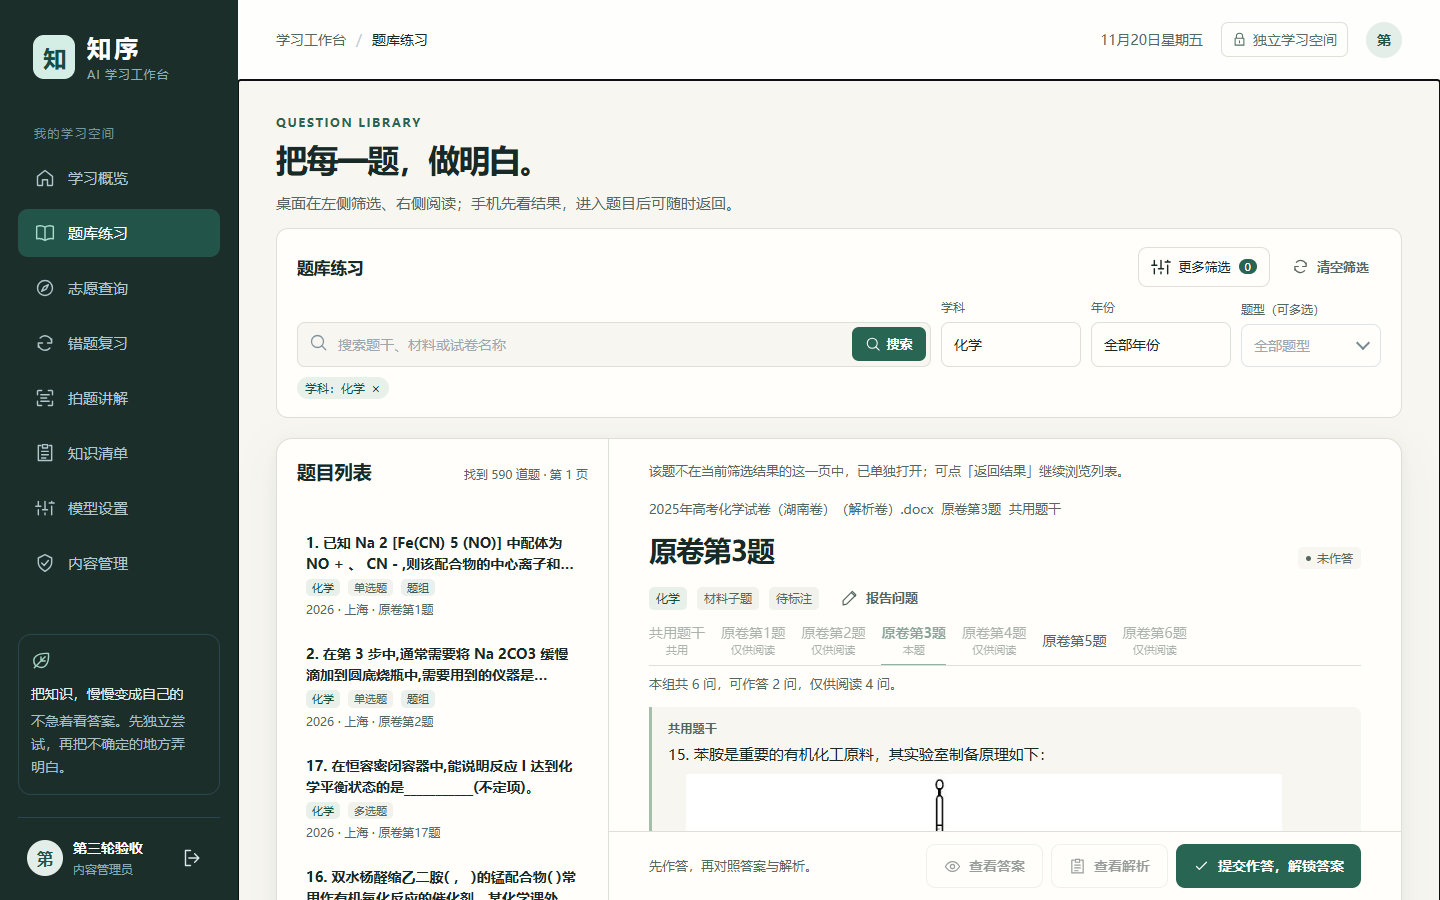 知
知序
AI 学习工作台
我的学习空间
学习概览
题库练习
志愿查询
错题复习
拍题讲解
知识清单
模型设置
内容管理
把知识，慢慢变成自己的
不急着看答案。先独立尝
试，再把不确定的地方弄
明白。
第
第三轮验收
内容管理员
学习工作台 / 题库练习
11月20日星期五
独立学习空间
第
QUESTION LIBRARY
把每一题，做明白。
桌面在左侧筛选、右侧阅读；手机先看结果，进入题目后可随时返回。
题库练习
更多筛选 0
清空筛选
学科
年份
题型（可多选）
搜索题干、材料或试卷名称
搜索
化学
全部年份
全部题型
学科：化学 ×
题目列表
找到 590 道题 · 第 1 页
1. 已知 Na 2 [Fe(CN) 5 (NO)] 中配体为
NO + 、 CN - ,则该配合物的中心离子和...
化学 单选题 题组
2026 · 上海 · 原卷第1题
2. 在第 3 步中,通常需要将 Na 2CO3 缓慢
滴加到圆底烧瓶中,需要用到的仪器是...
化学 单选题 题组
2026 · 上海 · 原卷第2题
17. 在恒容密闭容器中,能说明反应 I 达到化
学平衡状态的是__________(不定项)。
化学 多选题
2026 · 上海 · 原卷第17题
16. 双水杨醛缩乙二胺( ， )的锰配合物( )常
用作有机氧化反应的催化剂。某化学课外
该题不在当前筛选结果的这一页中，已单独打开；可点「返回结果」继续浏览列表。
2025年高考化学试卷（湖南卷）（解析卷）.docx 原卷第3题 共用题干
原卷第3题
未作答
化学 材料子题 待标注 报告问题
共用题干 原卷第1题 原卷第2题 原卷第3题 原卷第4题 原卷第5题 原卷第6题
共用 仅供阅读 仅供阅读 本题 仅供阅读 仅供阅读
本组共 6 问，可作答 2 问，仅供阅读 4 问。
共用题干
15. 苯胺是重要的有机化工原料，其实验室制备原理如下：
先作答，再对照答案与解析。
查看答案
查看解析
提交作答，解锁答案